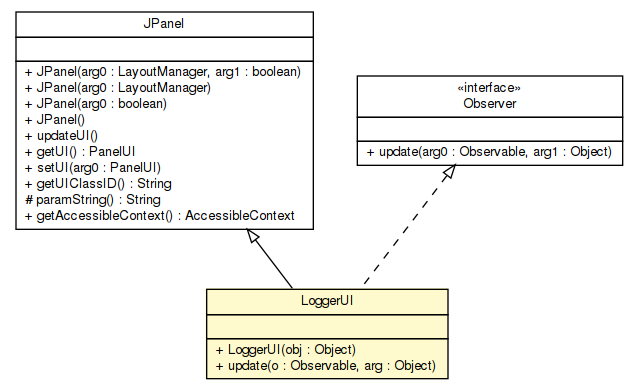 JPanel
+ JPanel(arg0 : LayoutManager, arg1 : boolean)
+ JPanel(arg0 : LayoutManager)
+ JPanel(arg0 : boolean)
+ JPanel()
+ updateUI()
+ getUI() : PanelUI
+ setUI(arg0 : PanelUI)
+ getUIClassID() : String
# paramString() : String
+ getAccessibleContext() : AccessibleContext
«interface»
Observer
+ update(arg0 : Observable, arg1 : Object)
LoggerUI
+ LoggerUI(obj : Object)
+ update(o : Observable, arg : Object)